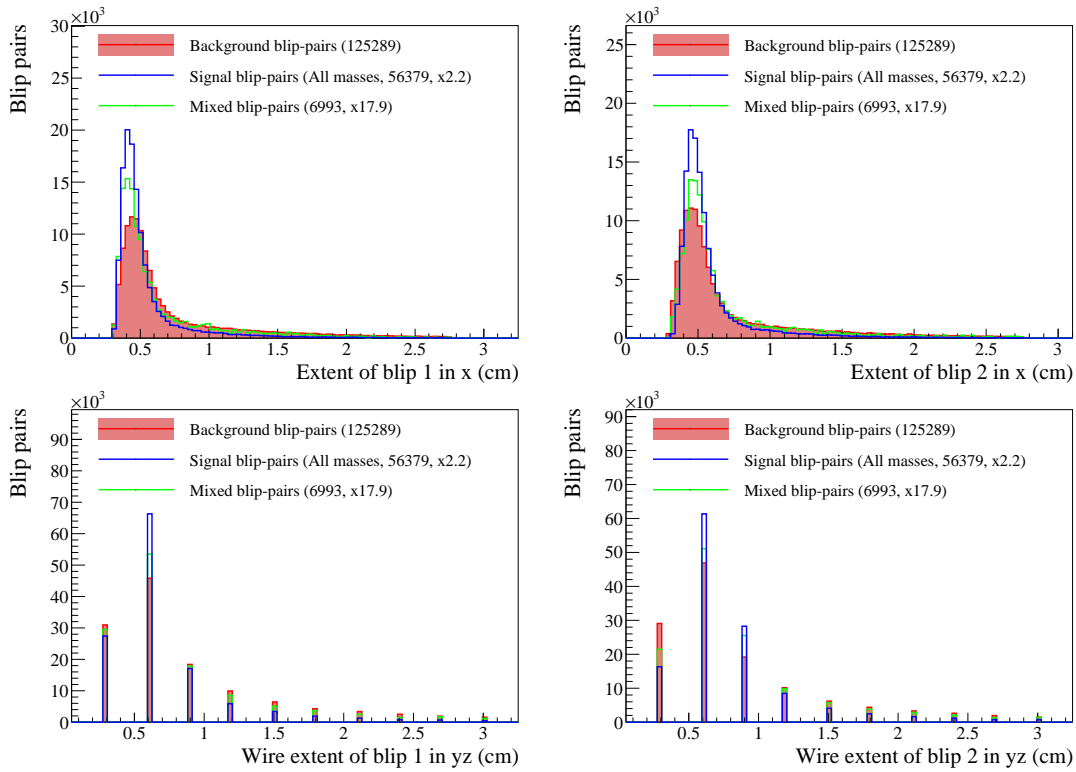 ×10³
Blip pairs
30
25
20
15
10
5
0
Background blip-pairs (125289)
Signal blip-pairs (All masses, 56379, x2.2)
Mixed blip-pairs (6993, x17.9)
0 0.5 1 1.5 2 2.5 3
Extent of blip 1 in x (cm)
×10³
Blip pairs
25
20
15
10
5
0
Background blip-pairs (125289)
Signal blip-pairs (All masses, 56379, x2.2)
Mixed blip-pairs (6993, x17.9)
0 0.5 1 1.5 2 2.5 3
Extent of blip 2 in x (cm)
×10³
Blip pairs
90
80
70
60
50
40
30
20
10
0
Background blip-pairs (125289)
Signal blip-pairs (All masses, 56379, x2.2)
Mixed blip-pairs (6993, x17.9)
0.5 1 1.5 2 2.5 3
Wire extent of blip 1 in yz (cm)
×10³
Blip pairs
90
80
70
60
50
40
30
20
10
0
Background blip-pairs (125289)
Signal blip-pairs (All masses, 56379, x2.2)
Mixed blip-pairs (6993, x17.9)
0.5 1 1.5 2 2.5 3
Wire extent of blip 2 in yz (cm)